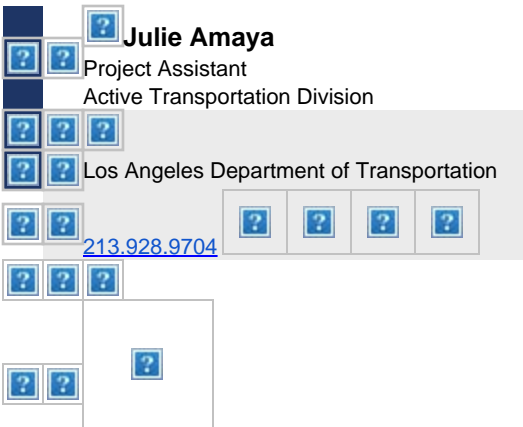 Julie Amaya
Project Assistant
Active Transportation Division
Los Angeles Department of Transportation
213.928.9704